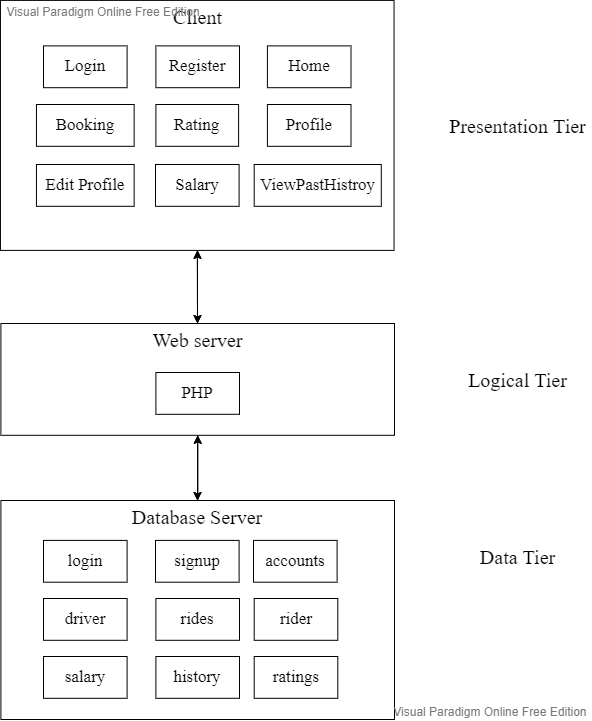 Visual Paradigm Online Free Edition
Client
Login Register Home
Booking Rating Profile
Presentation Tier
Edit Profile Salary ViewPastHistroy
Web server
PHP
Logical Tier
Database Server
login signup accounts
Data Tier
driver rides rider
salary history ratings
Visual Paradigm Online Free Edition